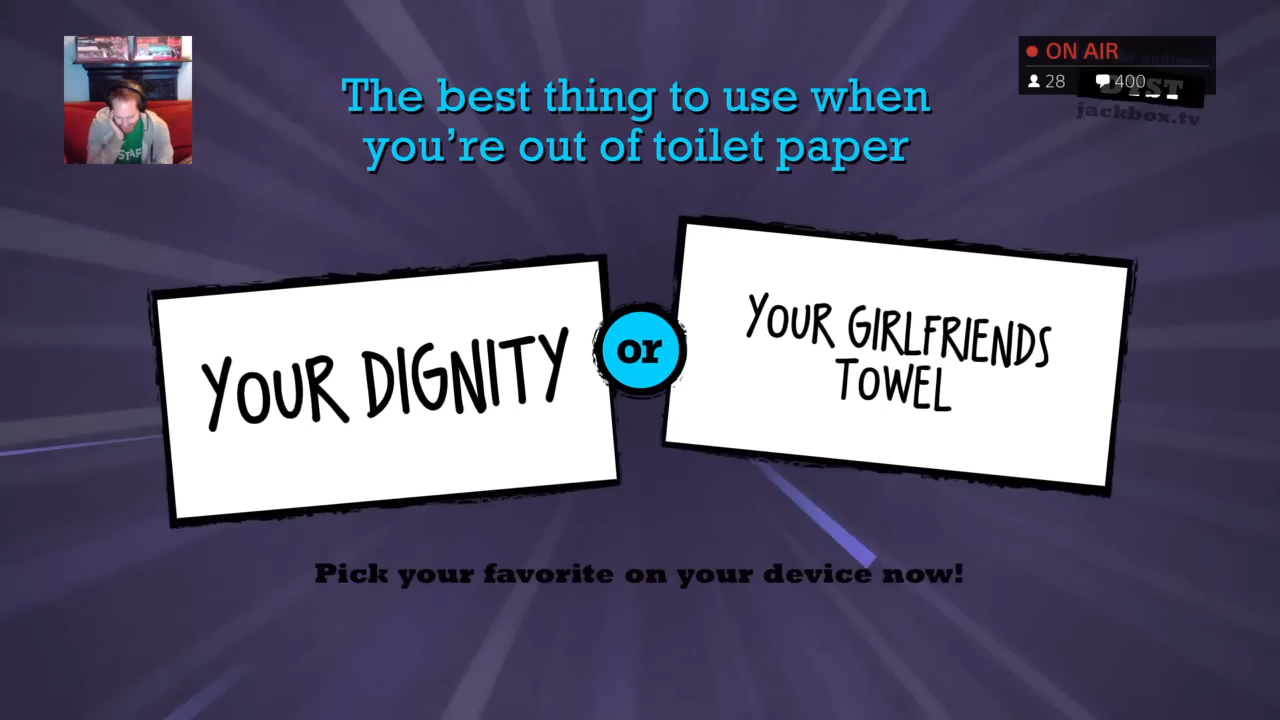 ON AIR
28 400
jackbox.tv
STAFF
The best thing to use when
you're out of toilet paper
YOUR DIGNITY
or
YOUR GIRLFRIENDS
TOWEL
Pick your favorite on your device now!